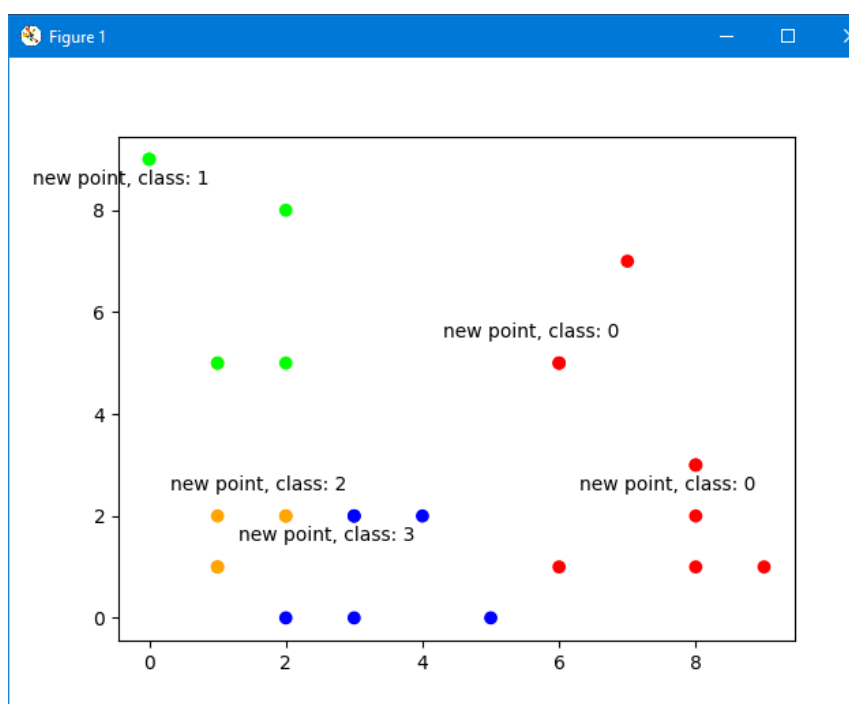 Figure 1
new point, class: 1
8
6
new point, class: 0
4
new point, class: 2
new point, class: 0
2
new point, class: 3
0
0 2 4 6 8